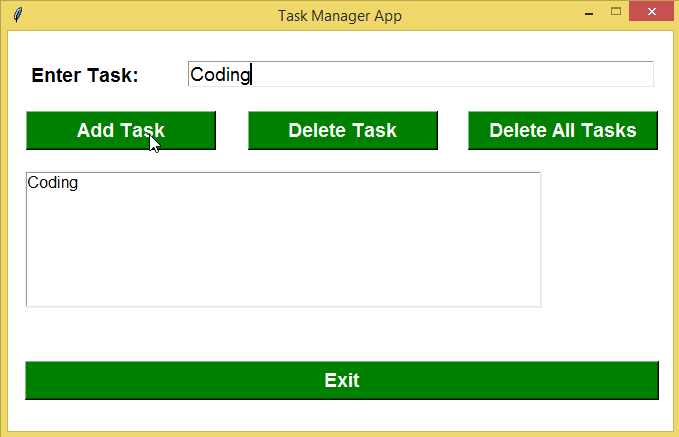 Task Manager App
Enter Task: Coding
Add Task Delete Task Delete All Tasks
Coding
Exit